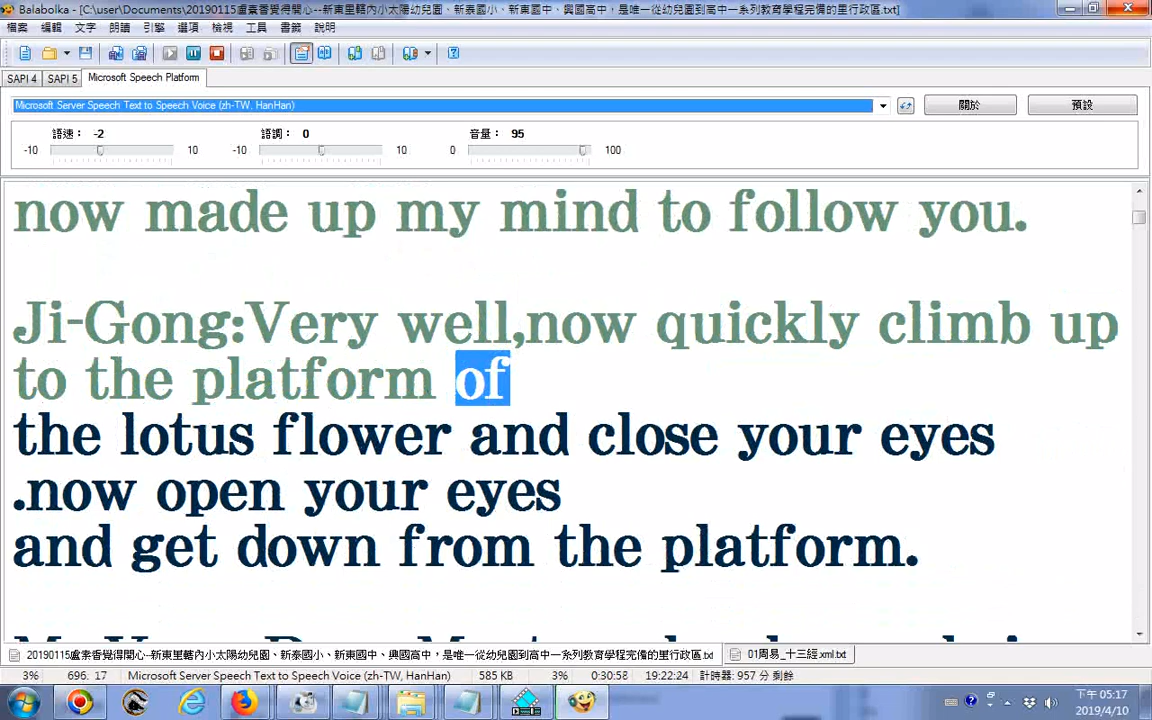 Balabolka - [C:\user\Documents\20190115盧素香覺得開心--新東里轄內小太陽幼兒園、新泰國小、新東國中、興國高中，是唯一從幼兒園到高中一系列教育學程完備的里行政區.txt]
檔案 編輯 文字 朗讀 引擎 選項 檢視 工具 書籤 說明
SAPI 4 SAPI 5 Microsoft Speech Platform
Microsoft Server Speech Text to Speech Voice (zh-TW, HanHan) 關於 預設
語速： -2 語調： 0 音量： 95
-10 10 -10 10 0 100
now made up my mind to follow you.
Ji-Gong:Very well,now quickly climb up
to the platform of
the lotus flower and close your eyes
.now open your eyes
and get down from the platform.
20190115盧素香覺得開心--新東里轄內小太陽幼兒園、新泰國小、新東國中、興國高中，是唯一從幼兒園到高中一系列教育學程完備的里行政區.txt 01周易_十三經.xml.txt
3% 696. 17 Microsoft Server Speech Text to Speech Voice (zh-TW, HanHan) 585 KB 3% 0:30:58 19:22:24 計時器: 957 分 剩餘
下午 05:17
2019/4/10